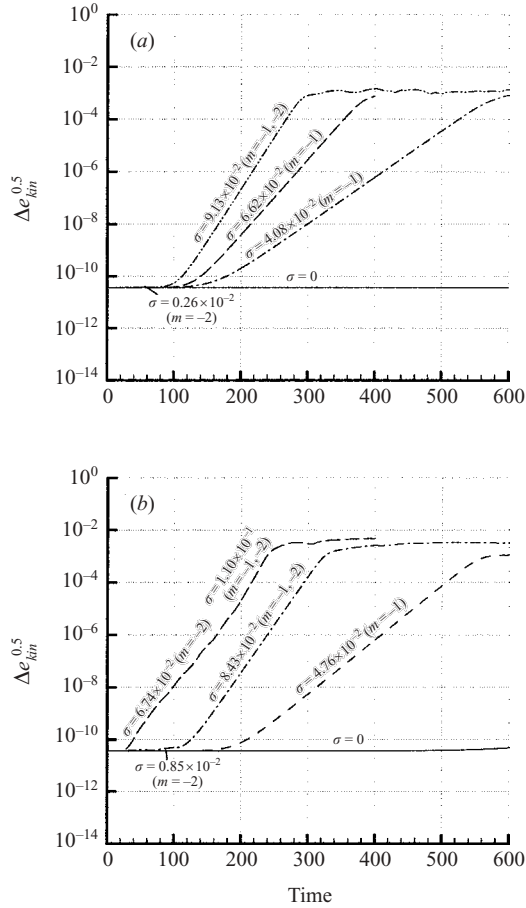 10⁰
(a)
10⁻²
10⁻⁴
10⁻⁶
10⁻⁸
10⁻¹⁰
10⁻¹²
10⁻¹⁴
Δe_kin^0.5
σ = 9.13×10⁻² (m = −1, −2)
σ = 6.62×10⁻² (m = −1)
σ = 4.08×10⁻² (m = −1)
σ = 0
σ = 0.26×10⁻²
(m = −2)
0 100 200 300 400 500 600
10⁰
(b)
10⁻²
10⁻⁴
10⁻⁶
10⁻⁸
10⁻¹⁰
10⁻¹²
10⁻¹⁴
Δe_kin^0.5
σ = 6.74×10⁻² (m = −2)
σ = 1.10×10⁻¹
(m = −1, −2)
σ = 8.43×10⁻² (m = −1, −2)
σ = 4.76×10⁻² (m = −1)
σ = 0
σ = 0.85×10⁻²
(m = −2)
0 100 200 300 400 500 600
Time